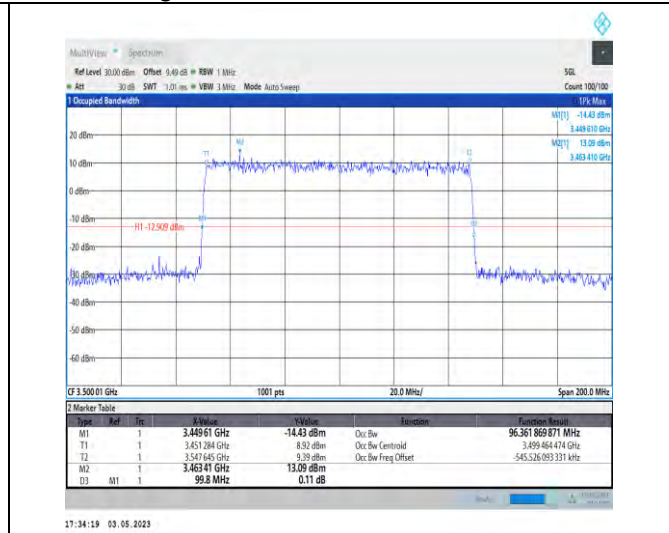 MultiView Spectrum
Ref Level 30.00 dBm Offset 9.49 dB RBW 1 MHz SGL
Att 30 dB SWT 1.01 ms VBW 3 MHz Mode Auto Sweep Count 100/100
1 Occupied Bandwidth 1Pk Max
M1[1] -14.43 dBm
3.449 610 GHz
M2[1] 13.09 dBm
3.463 410 GHz
20 dBm
10 dBm
0 dBm
-10 dBm
H1 -12.909 dBm
-20 dBm
-30 dBm
-40 dBm
-50 dBm
-60 dBm
T1
M2
T2
M1
CF 3.500 01 GHz 1001 pts 20.0 MHz/ Span 200.0 MHz
2 Marker Table
Type Ref Trc X-Value Y-Value Function Function Result
M1 1 3.449 61 GHz -14.43 dBm Occ Bw 96.361 869 871 MHz
T1 1 3.451 284 GHz 8.92 dBm Occ Bw Centroid 3.499 464 474 GHz
T2 1 3.547 645 GHz 9.39 dBm Occ Bw Freq Offset -545.526 093 331 kHz
M2 1 3.463 41 GHz 13.09 dBm
D3 M1 1 99.8 MHz 0.11 dB
17:34:19 03.05.2023